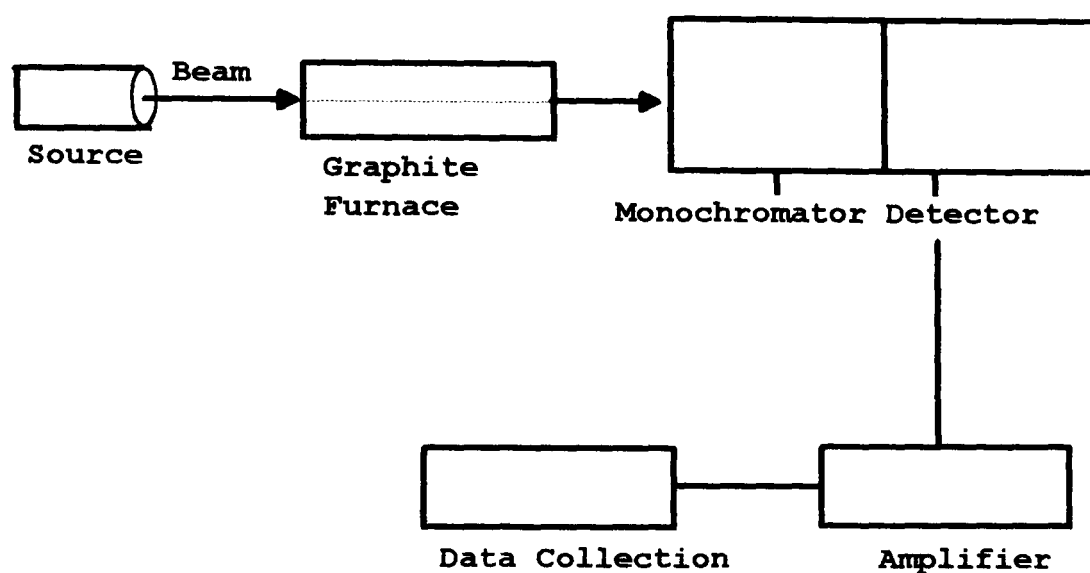 Beam
Source
Graphite
Furnace
Monochromator Detector
Data Collection
Amplifier